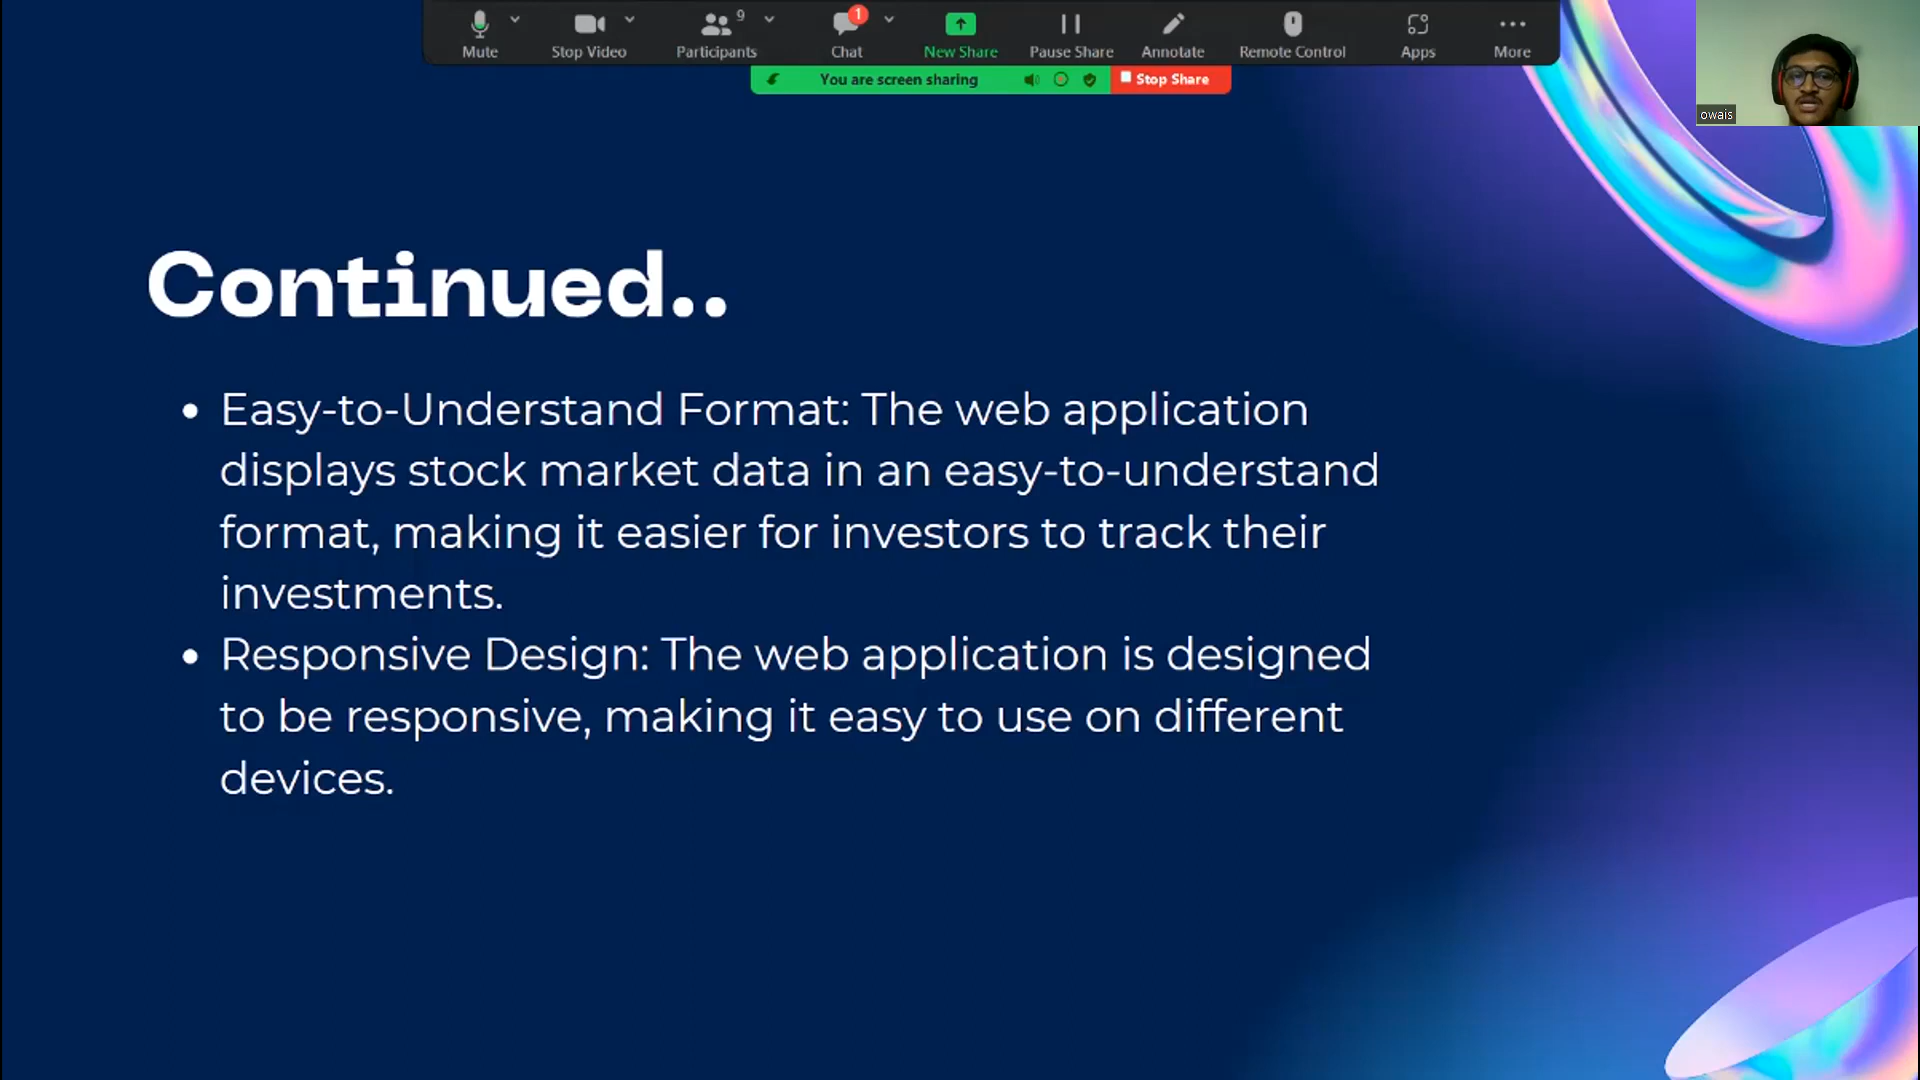 Mute
Stop Video
9
Participants
1
Chat
New Share
Pause Share
Annotate
Remote Control
Apps
More
You are screen sharing
Stop Share
owais
Continued..
• Easy-to-Understand Format: The web application
displays stock market data in an easy-to-understand
format, making it easier for investors to track their
investments.
• Responsive Design: The web application is designed
to be responsive, making it easy to use on different
devices.